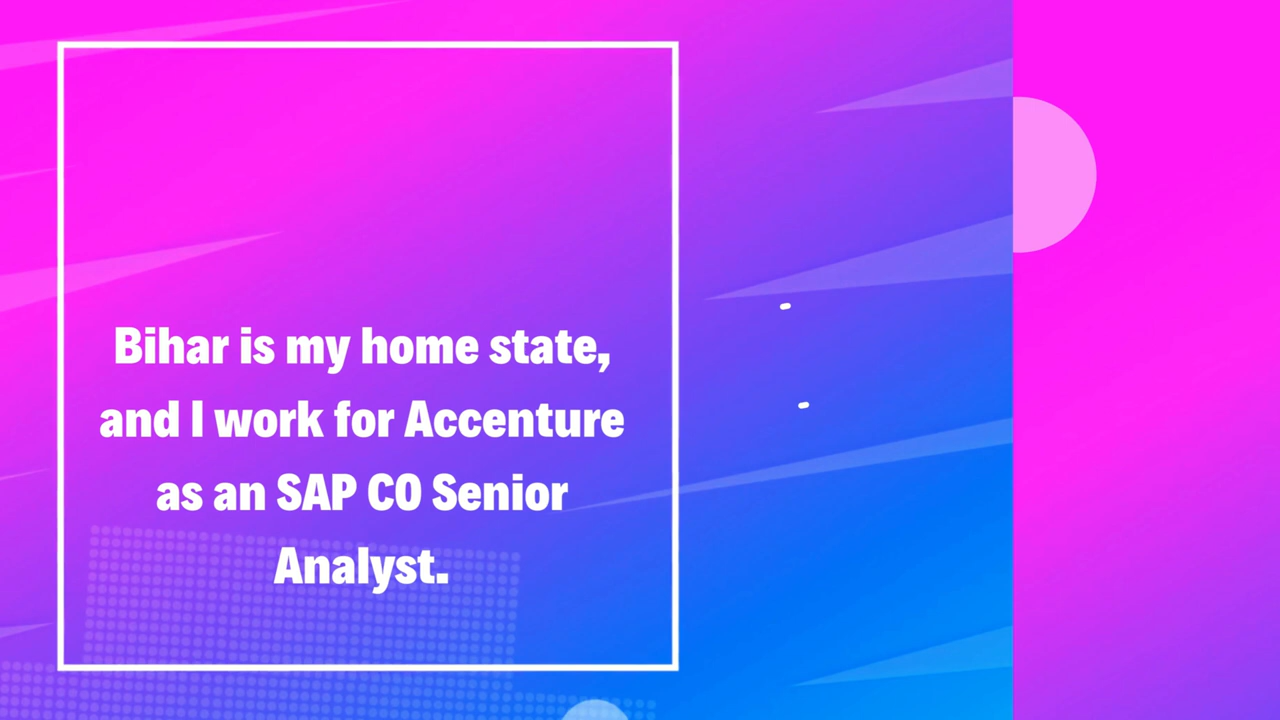 Bihar is my home state,
and I work for Accenture
as an SAP CO Senior
Analyst.